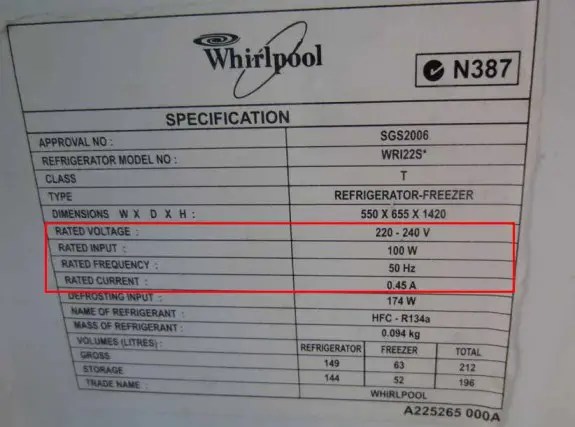 Whirlpool
N387
SPECIFICATION
APPROVAL NO : SGS2006
REFRIGERATOR MODEL NO : WRI22S*
CLASS T
TYPE REFRIGERATOR-FREEZER
DIMENSIONS W X D X H : 550 X 655 X 1420
RATED VOLTAGE : 220 - 240 V
RATED INPUT : 100 W
RATED FREQUENCY : 50 Hz
RATED CURRENT : 0.45 A
DEFROSTING INPUT : 174 W
NAME OF REFRIGERANT : HFC - R134a
MASS OF REFRIGERANT : 0.094 kg
VOLUMES (LITRES) : REFRIGERATOR FREEZER TOTAL
GROSS 149 63 212
STORAGE 144 52 196
TRADE NAME : WHIRLPOOL
A225265 000A